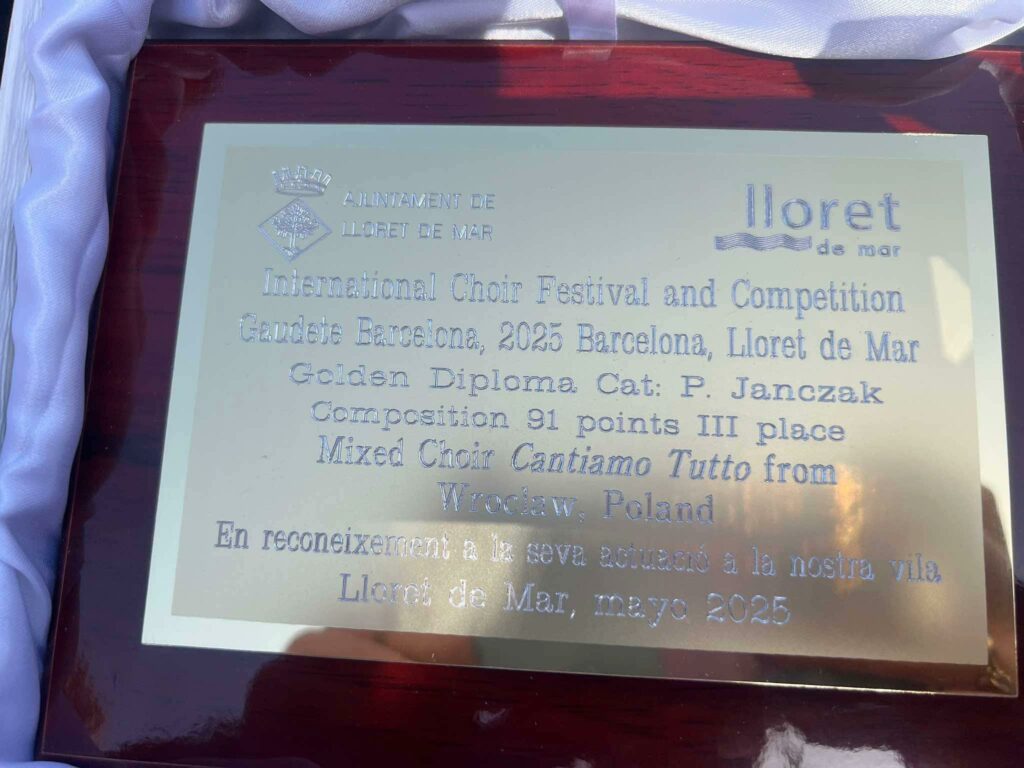 AJUNTAMENT DE
LLORET DE MAR
lloret
de mar
International Choir Festival and Competition
Gaudete Barcelona, 2025 Barcelona, Lloret de Mar
Golden Diploma Cat: P. Janczak
Composition 91 points III place
Mixed Choir Cantiamo Tutto from
Wroclaw, Poland
En reconeixement a la seva actuació a la nostra vila
Lloret de Mar, mayo 2025